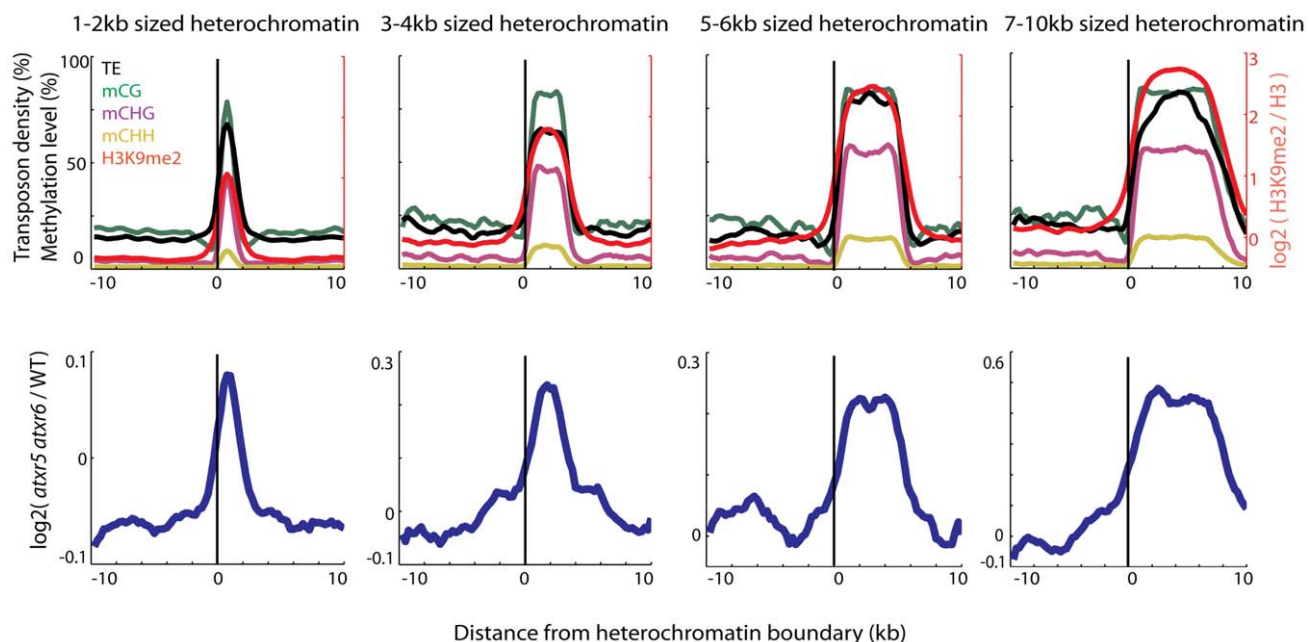 1-2kb sized heterochromatin 3-4kb sized heterochromatin 5-6kb sized heterochromatin 7-10kb sized heterochromatin
Transposon density (%)
Methylation level (%)
100
50
0
TE
mCG
mCHG
mCHH
H3K9me2
-10 0 10
-10 0 10
-10 0 10
-10 0 10
3
2
1
0
log2 ( H3K9me2 / H3)
log2( atxr5 atxr6 / WT)
0.1
0
-0.1
-10 0 10
0.3
0
-0.1
-10 0 10
0.3
0
-10 0 10
0.6
0
-0.1
-10 0 10
Distance from heterochromatin boundary (kb)